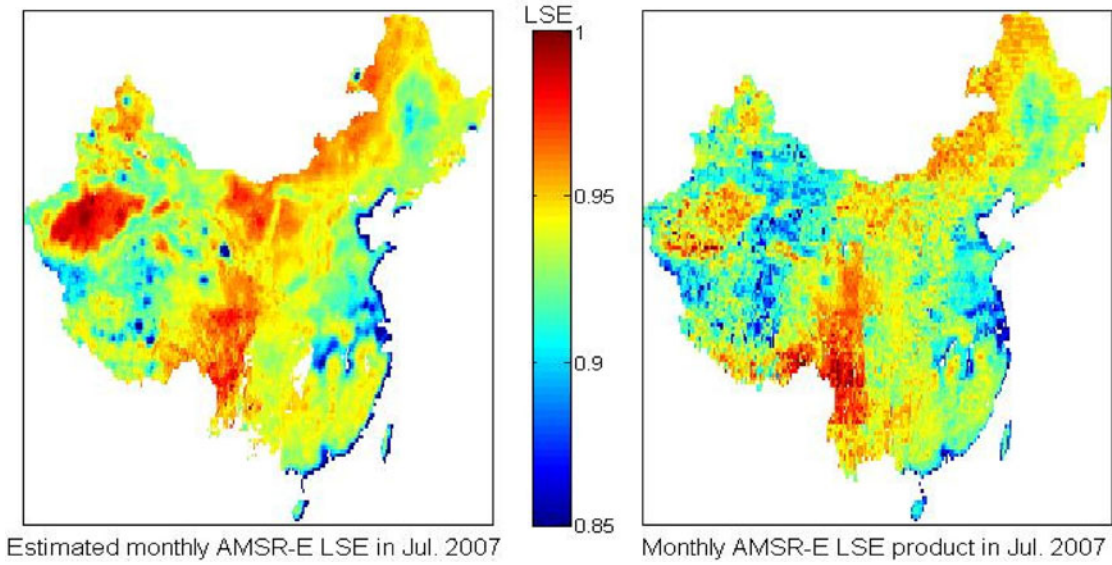 LSE
1
0.95
0.9
0.85
Estimated monthly AMSR-E LSE in Jul. 2007
Monthly AMSR-E LSE product in Jul. 2007